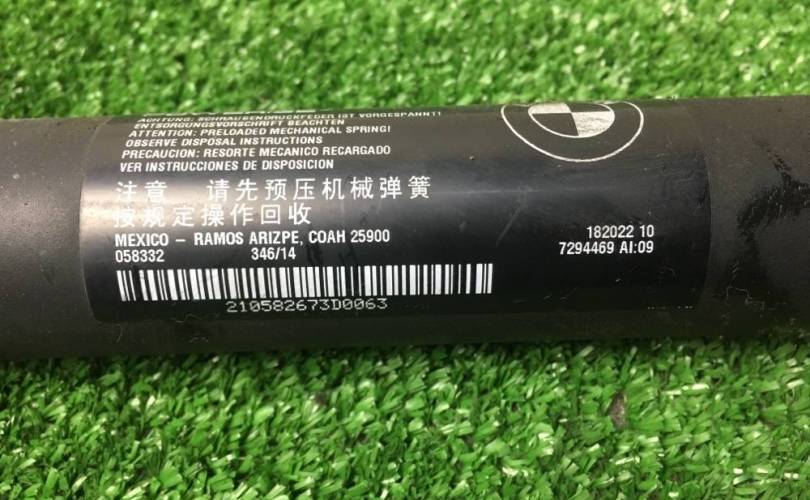 ACHTUNG: SCHRAUBENDRUCKFEDER IST VORGESPANNT!
ENTSORGUNGSVORSCHRIFT BEACHTEN
ATTENTION: PRELOADED MECHANICAL SPRING!
OBSERVE DISPOSAL INSTRUCTIONS
PRECAUCION: RESORTE MECANICO RECARGADO
VER INSTRUCCIONES DE DISPOSICION
注意 请先预压机械弹簧
按规定操作回收
MEXICO – RAMOS ARIZPE, COAH 25900
058332 346/14
182022 10
7294469 AI:09
210582673D0063